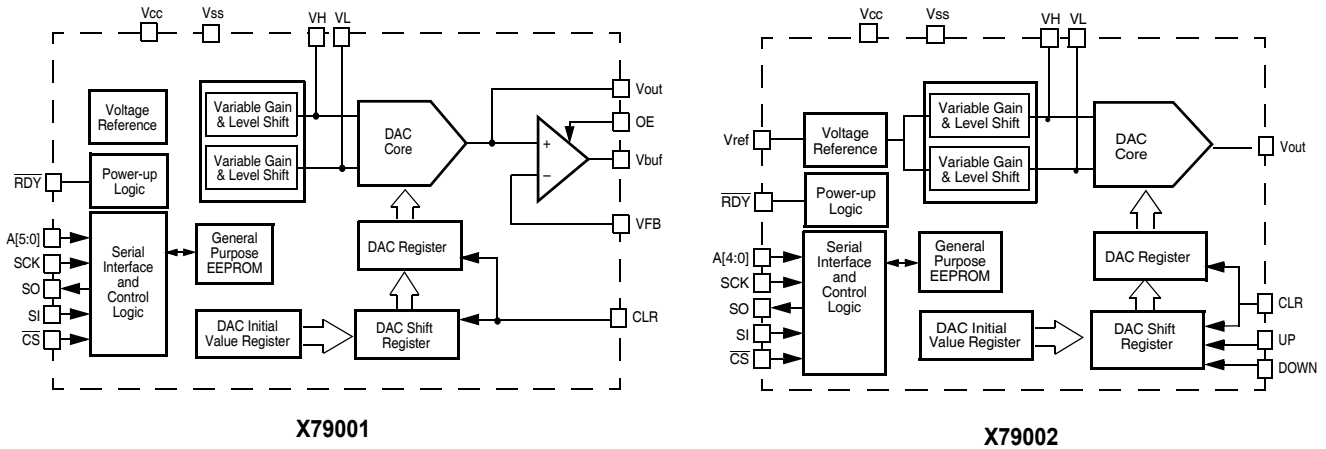 Vcc
Vss
VH
VL
Voltage
Reference
Variable Gain
& Level Shift
Variable Gain
& Level Shift
DAC
Core
Vout
OE
+
−
Vbuf
VFB
RDY
Power-up
Logic
A[5:0]
SCK
SO
SI
CS
Serial
Interface
and
Control
Logic
General
Purpose
EEPROM
DAC Register
DAC Initial
Value Register
DAC Shift
Register
CLR
X79001
Vcc
Vss
VH
VL
Vref
Voltage
Reference
Variable Gain
& Level Shift
Variable Gain
& Level Shift
DAC
Core
Vout
RDY
Power-up
Logic
A[4:0]
SCK
SO
SI
CS
Serial
Interface
and
Control
Logic
General
Purpose
EEPROM
DAC Register
DAC Initial
Value Register
DAC Shift
Register
CLR
UP
DOWN
X79002